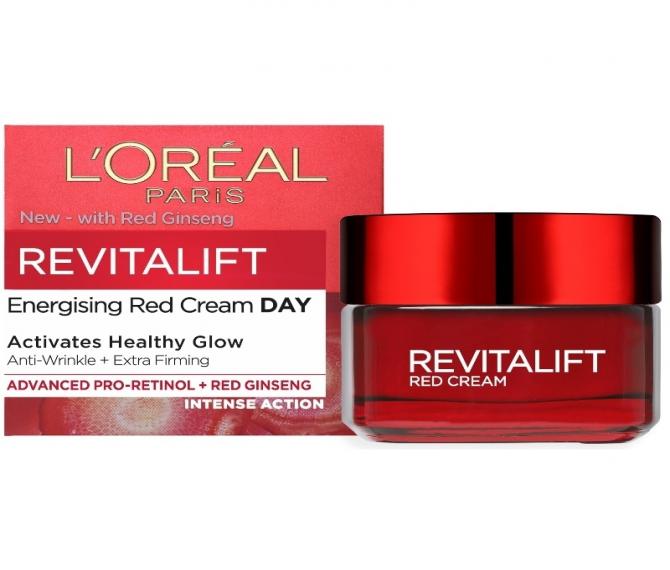 L'ORÉAL
PARIS
New - with Red Ginseng
REVITALIFT
Energising Red Cream DAY
Activates Healthy Glow
Anti-Wrinkle + Extra Firming
ADVANCED PRO-RETINOL + RED GINSENG
INTENSE ACTION
REVITALIFT
RED CREAM